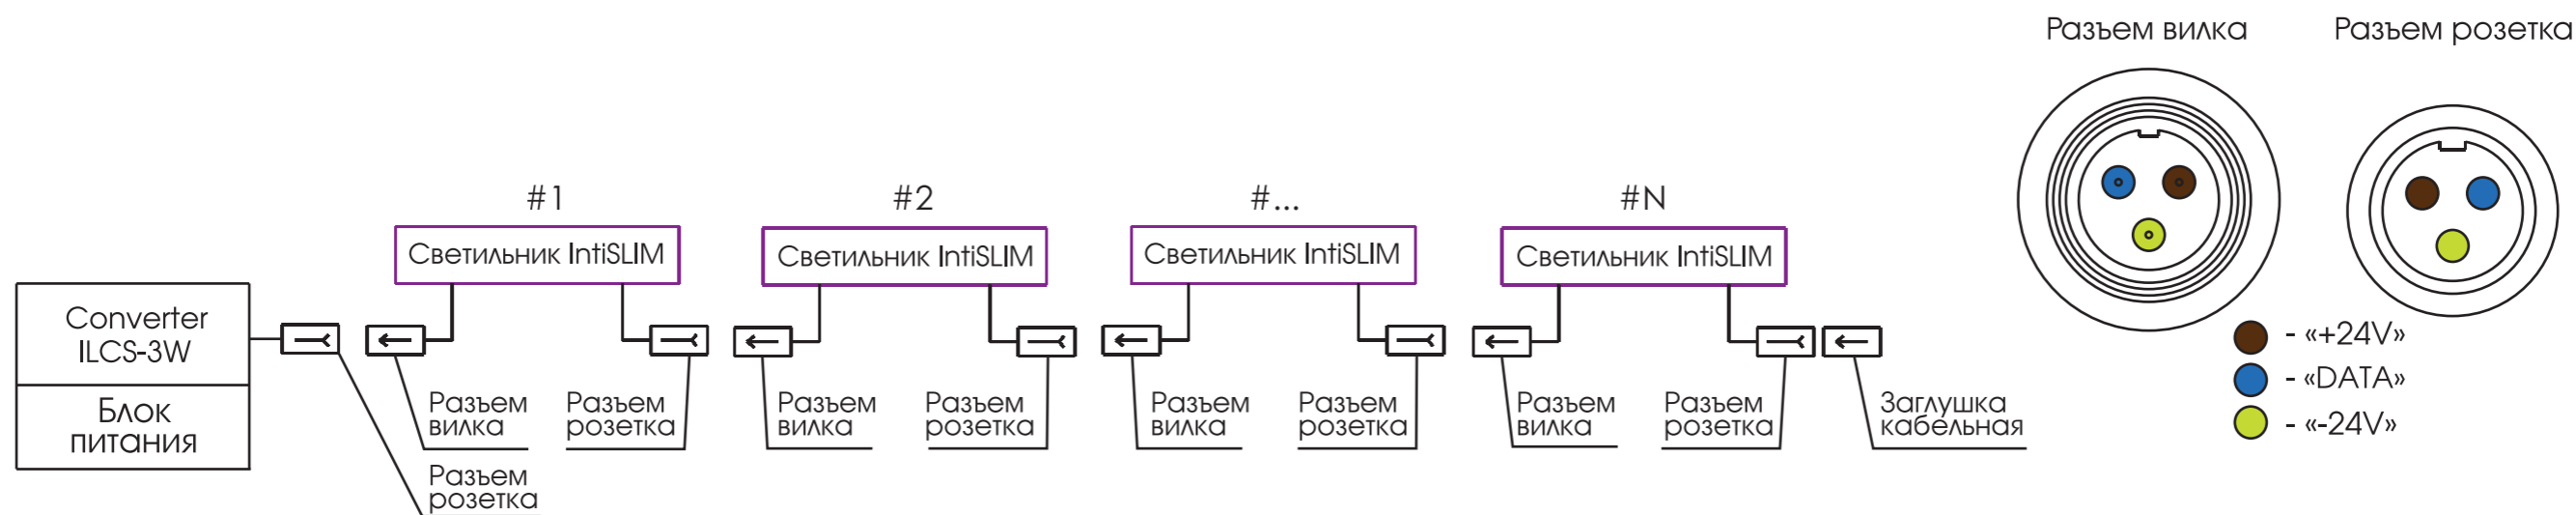 Разъем вилка
Разъем розетка
#1
#2
#...
#N
Светильник IntiSLIM
Светильник IntiSLIM
Светильник IntiSLIM
Светильник IntiSLIM
Converter
ILCS-3W
Блок
питания
Разъем
вилка
Разъем
розетка
Разъем
вилка
Разъем
розетка
Разъем
вилка
Разъем
розетка
Разъем
вилка
Разъем
розетка
Заглушка
кабельная
Разъем
розетка
- «+24V»
- «DATA»
- «-24V»